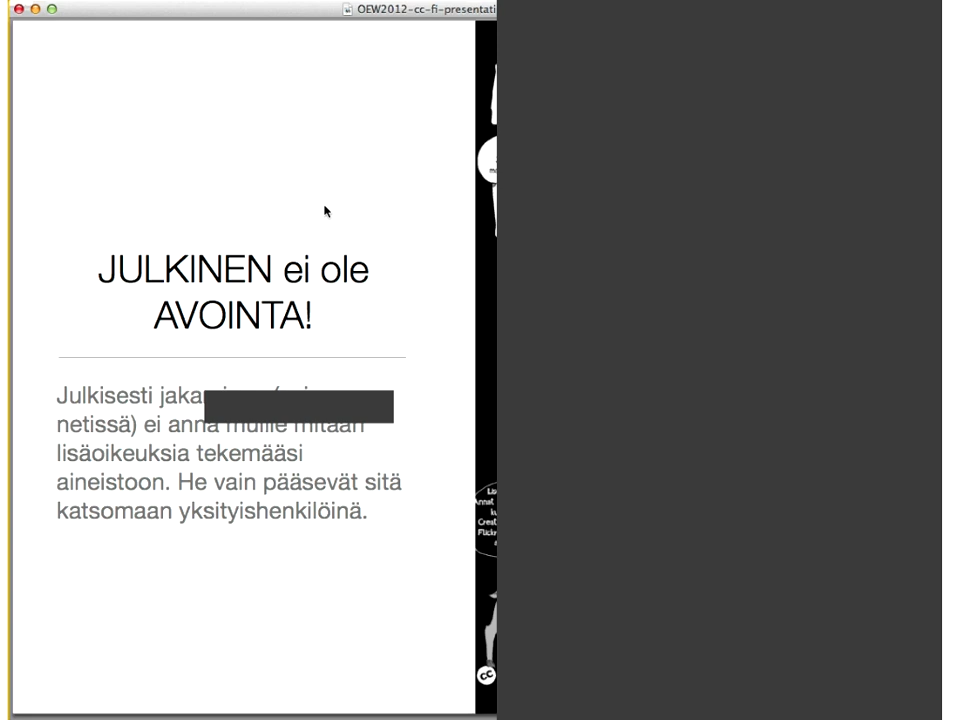 OEW2012-cc-fi-presentati
JULKINEN ei ole
AVOINTA!
Julkisesti
netissä) ei anna muille mitään
lisäoikeuksia tekemääsi
aineistoon. He vain pääsevät sitä
katsomaan yksityishenkilöinä.
cc